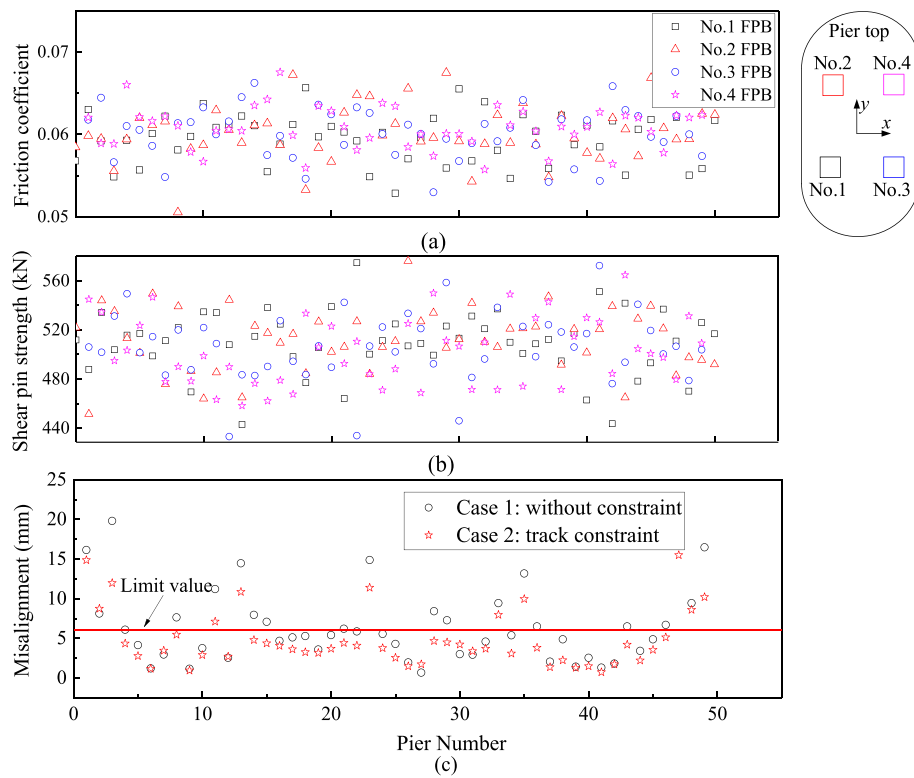 Friction coefficient
0.07
0.06
0.05
No.1 FPB
No.2 FPB
No.3 FPB
No.4 FPB
(a)
Pier top
No.2
No.4
y
x
No.1
No.3
Shear pin strength (kN)
560
520
480
440
(b)
Misalignment (mm)
25
20
15
10
5
0
Case 1: without constraint
Case 2: track constraint
Limit value
0
10
20
30
40
50
Pier Number
(c)